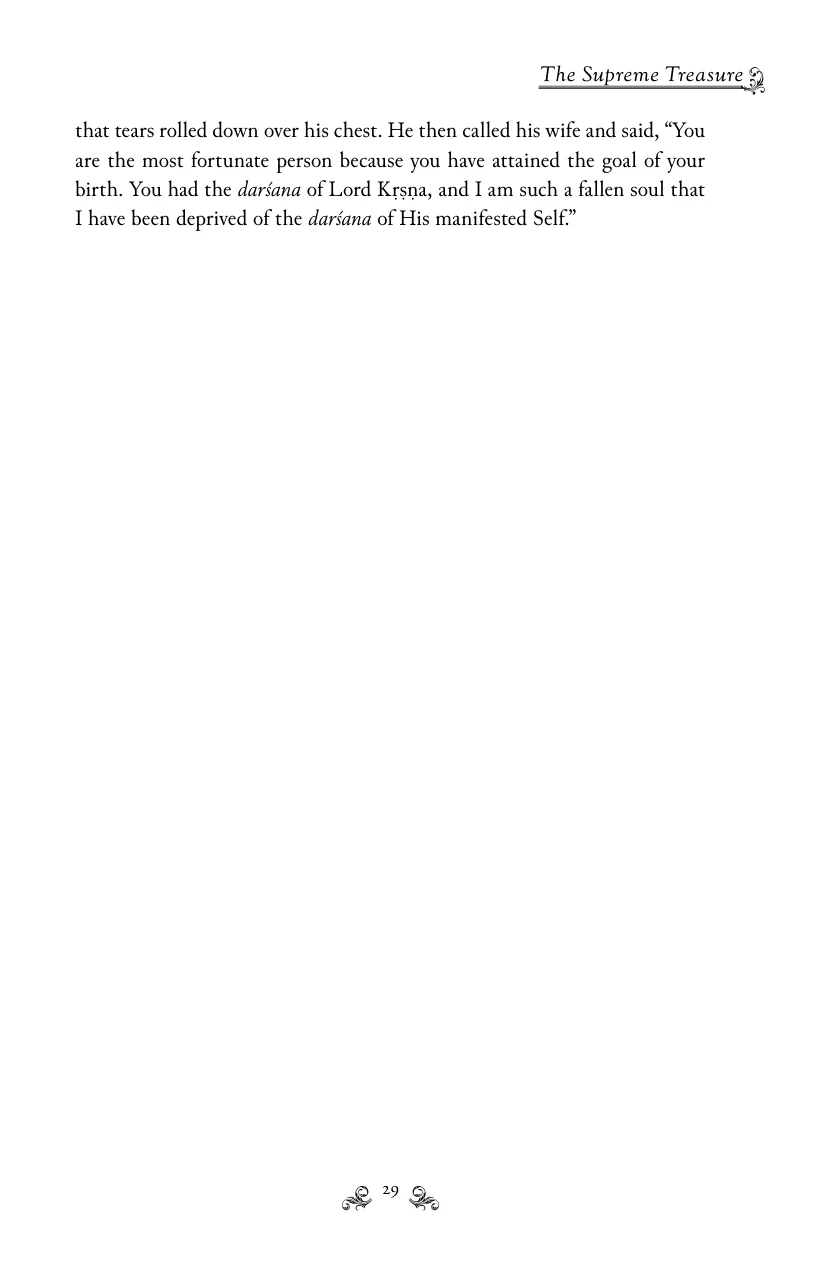 The Supreme Treasure
that tears rolled down over his chest. He then called his wife and said, “You
are the most fortunate person because you have attained the goal of your
birth. You had the darśana of Lord Kṛṣṇa, and I am such a fallen soul that
I have been deprived of the darśana of His manifested Self.”
29